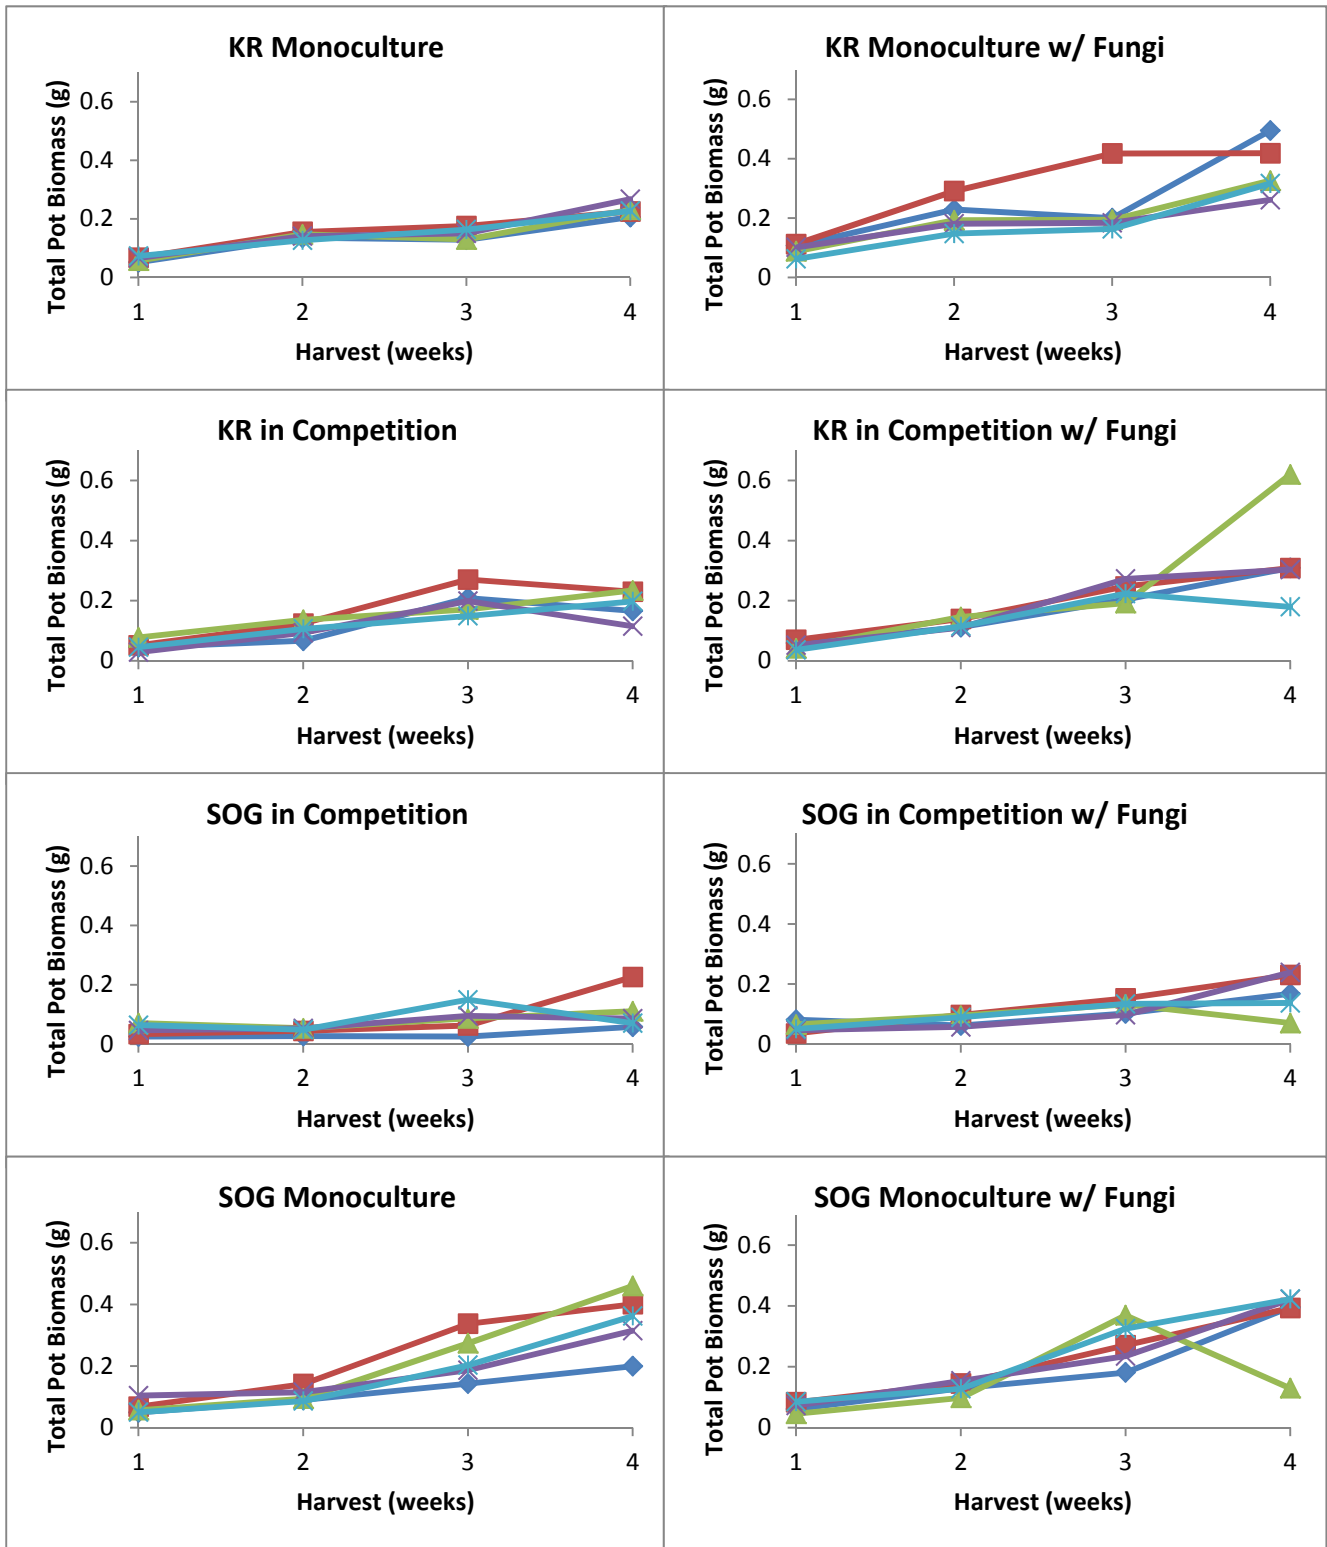 KR Monoculture
Total Pot Biomass (g)
0.6
0.4
0.2
0
1 2 3 4
Harvest (weeks)
KR Monoculture w/ Fungi
Total Pot Biomass (g)
0.6
0.4
0.2
0
1 2 3 4
Harvest (weeks)
KR in Competition
Total Pot Biomass (g)
0.6
0.4
0.2
0
1 2 3 4
Harvest (weeks)
KR in Competition w/ Fungi
Total Pot Biomass (g)
0.6
0.4
0.2
0
1 2 3 4
Harvest (weeks)
SOG in Competition
Total Pot Biomass (g)
0.6
0.4
0.2
0
1 2 3 4
Harvest (weeks)
SOG in Competition w/ Fungi
Total Pot Biomass (g)
0.6
0.4
0.2
0
1 2 3 4
Harvest (weeks)
SOG Monoculture
Total Pot Biomass (g)
0.6
0.4
0.2
0
1 2 3 4
Harvest (weeks)
SOG Monoculture w/ Fungi
Total Pot Biomass (g)
0.6
0.4
0.2
0
1 2 3 4
Harvest (weeks)